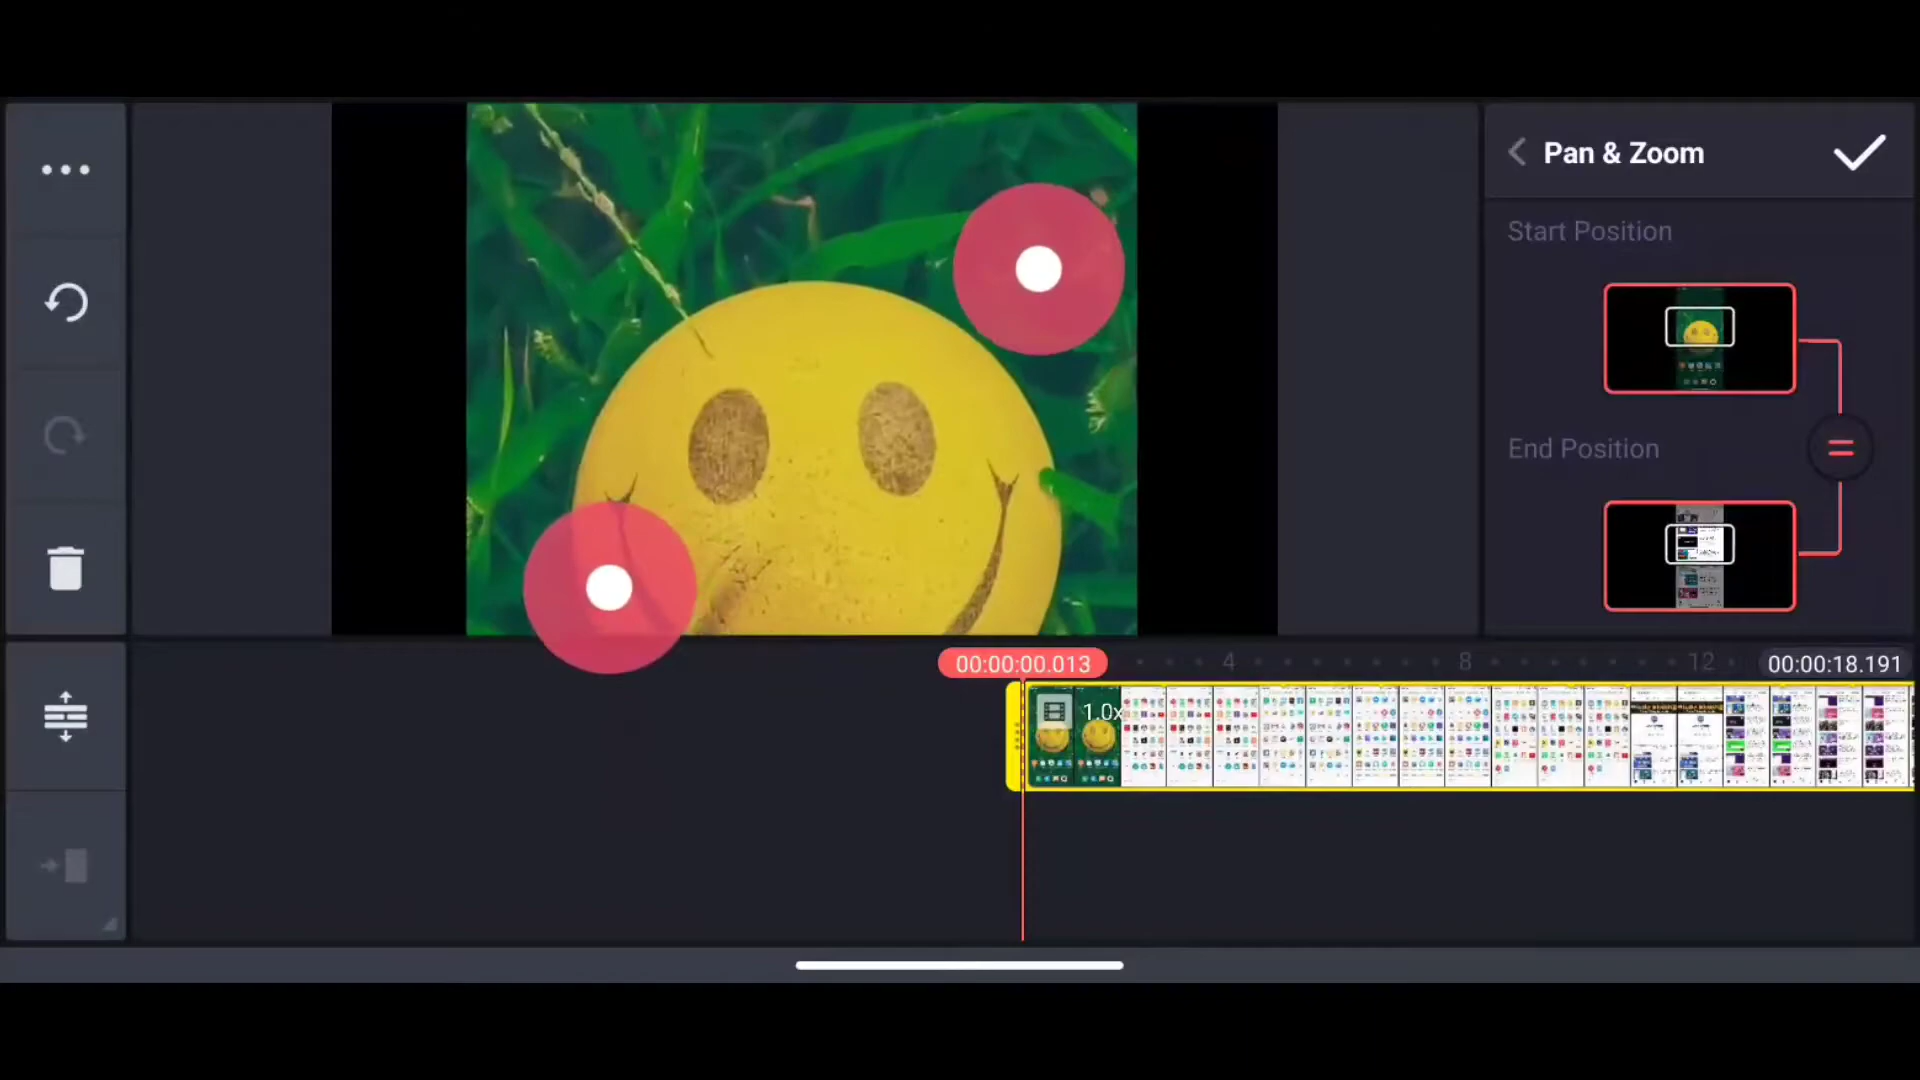 Pan & Zoom
Start Position
End Position
00:00:00.013
4
8
12
00:00:18.191
1.0x